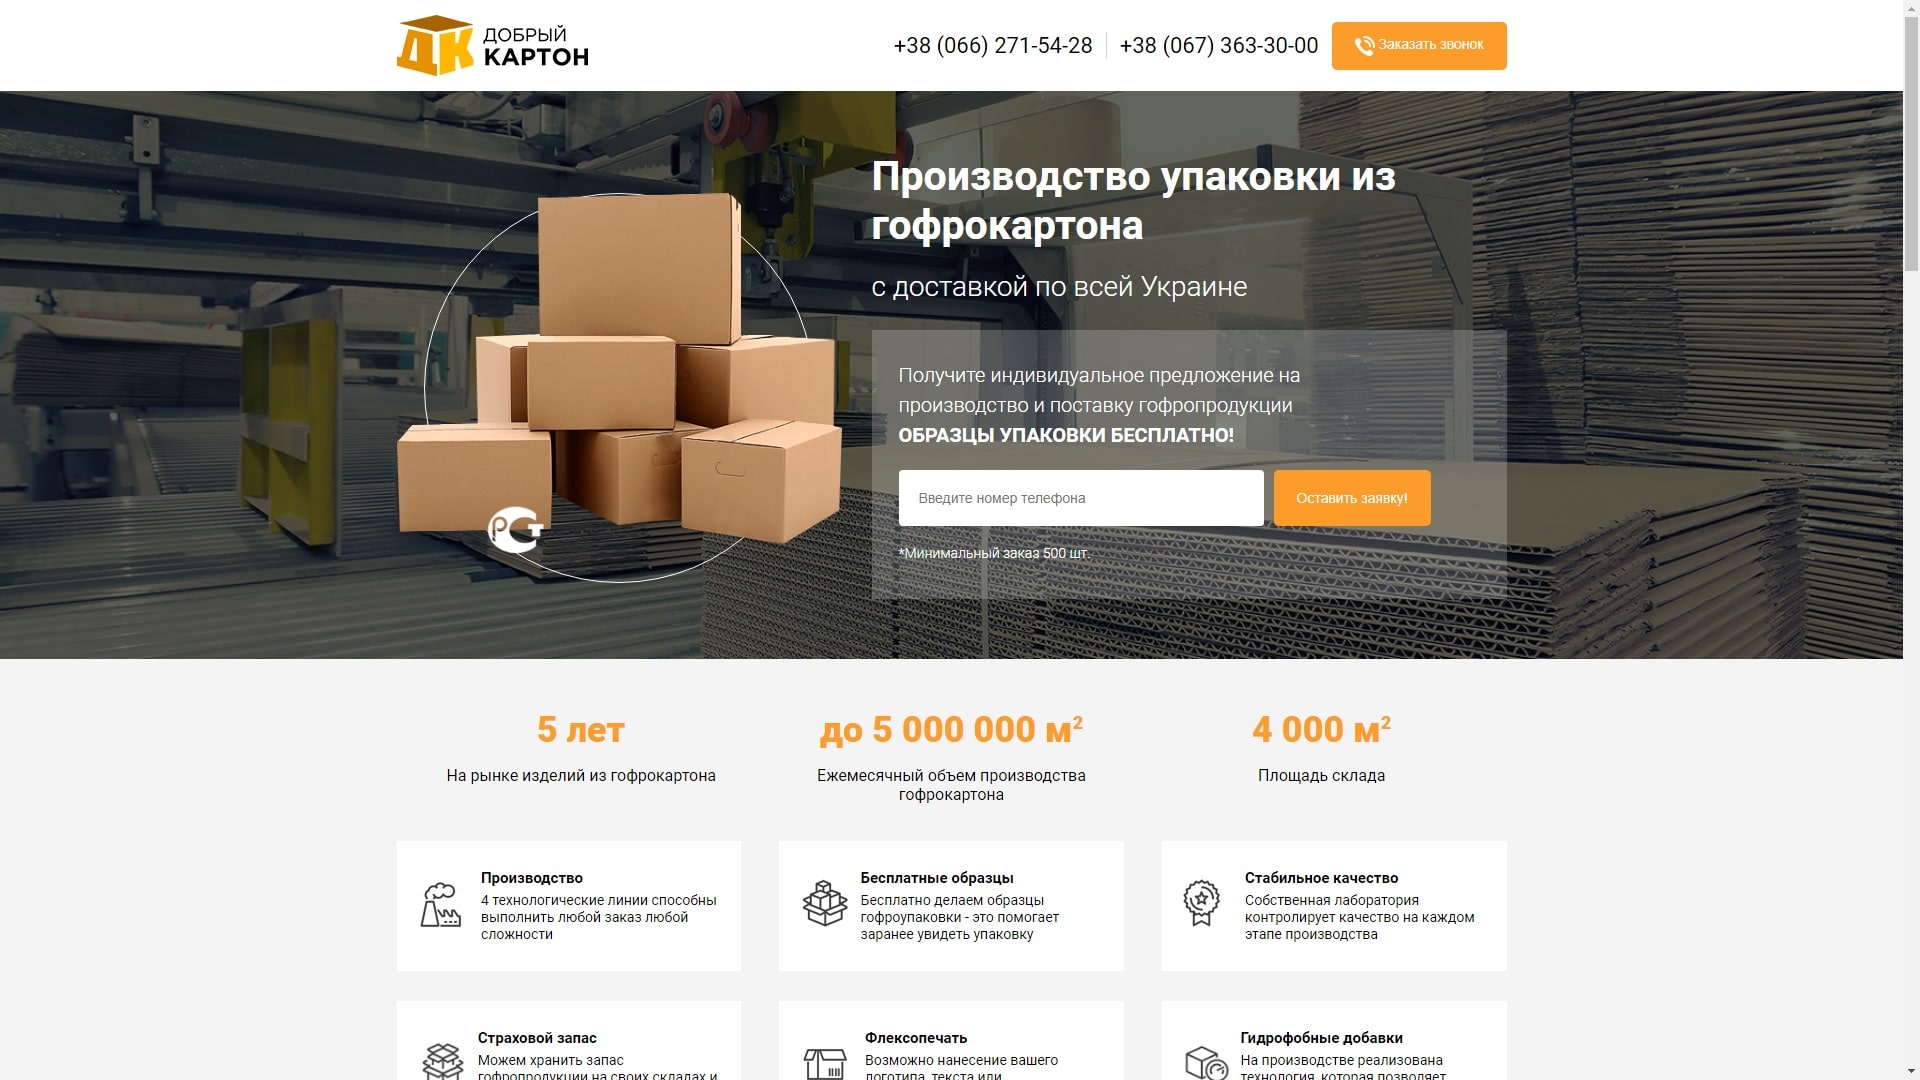 ДК
ДОБРЫЙ
КАРТОН
+38 (066) 271-54-28
+38 (067) 363-30-00
Заказать звонок
Производство упаковки из
гофрокартона
с доставкой по всей Украине
Получите индивидуальное предложение на
производство и поставку гофропродукции
ОБРАЗЦЫ УПАКОВКИ БЕСПЛАТНО!
Введите номер телефона
Оставить заявку!
*Минимальный заказ 500 шт.
РСТ
5 лет
На рынке изделий из гофрокартона
до 5 000 000 м²
Ежемесячный объем производства
гофрокартона
4 000 м²
Площадь склада
Производство
4 технологические линии способны
выполнить любой заказ любой
сложности
Бесплатные образцы
Бесплатно делаем образцы
гофроупаковки - это помогает
заранее увидеть упаковку
Стабильное качество
Собственная лаборатория
контролирует качество на каждом
этапе производства
Страховой запас
Можем хранить запас
гофропродукции на своих складах и
Флексопечать
Возможно нанесение вашего
логотипа, текста или
Гидрофобные добавки
На производстве реализована
технология, которая позволяет